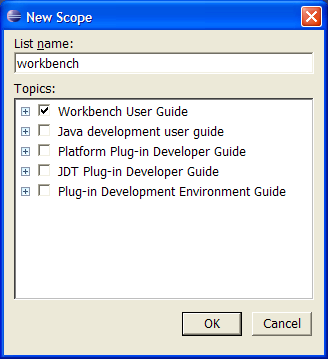 New Scope
List name:
workbench
Topics:
Workbench User Guide
Java development user guide
Platform Plug-in Developer Guide
JDT Plug-in Developer Guide
Plug-in Development Environment Guide
OK
Cancel